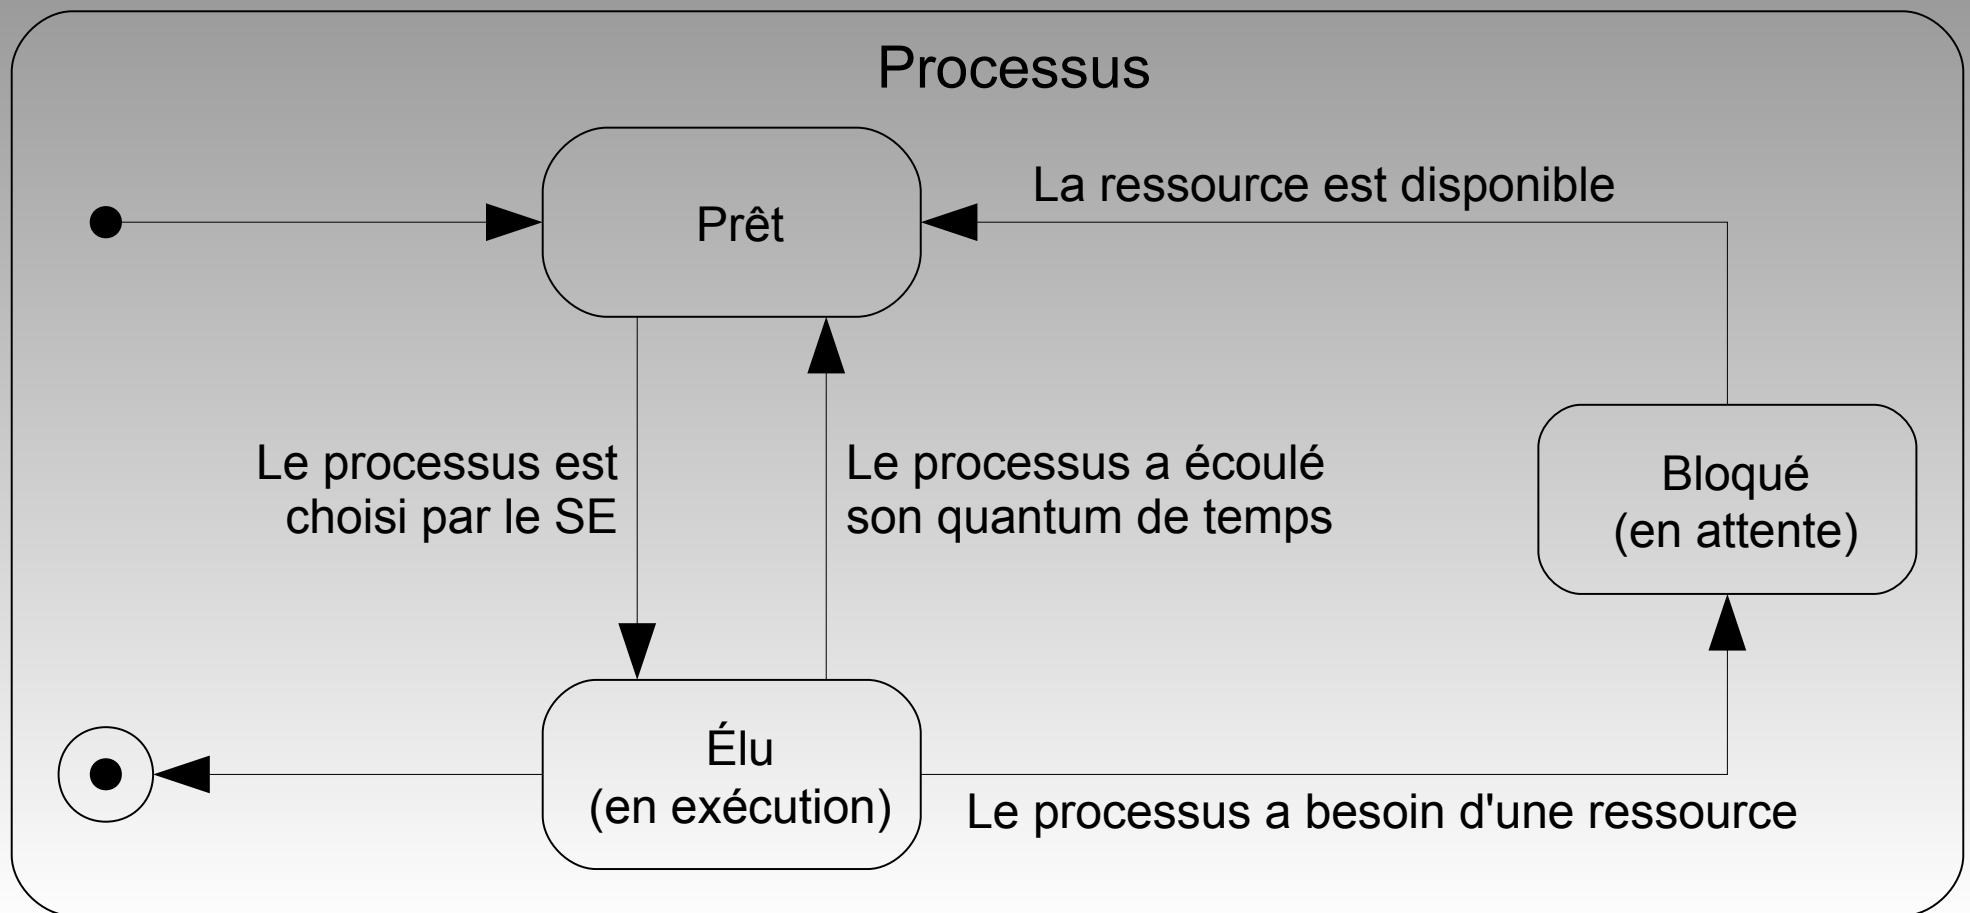 Processus
Prêt
La ressource est disponible
Le processus est
choisi par le SE
Le processus a écoulé
son quantum de temps
Bloqué
(en attente)
Élu
(en exécution)
Le processus a besoin d'une ressource